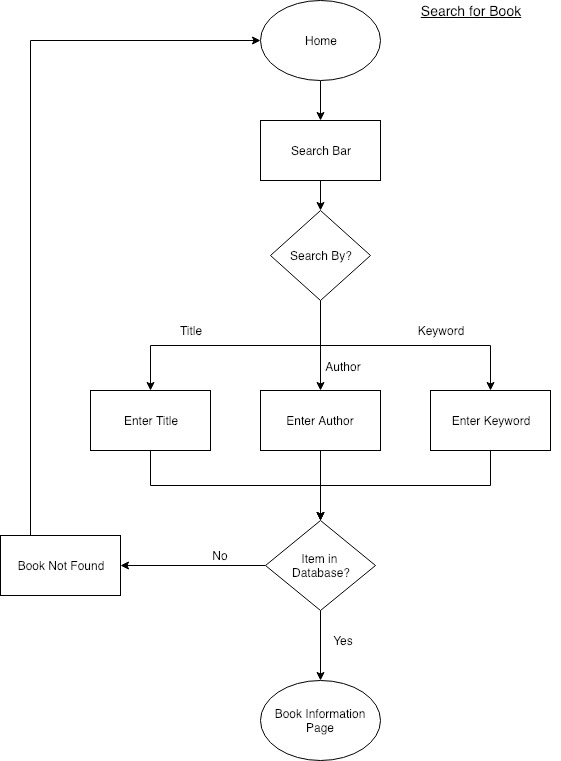 Search for Book
Home
Search Bar
Search By?
Title
Keyword
Author
Enter Title
Enter Author
Enter Keyword
Item in
Database?
No
Book Not Found
Yes
Book Information
Page